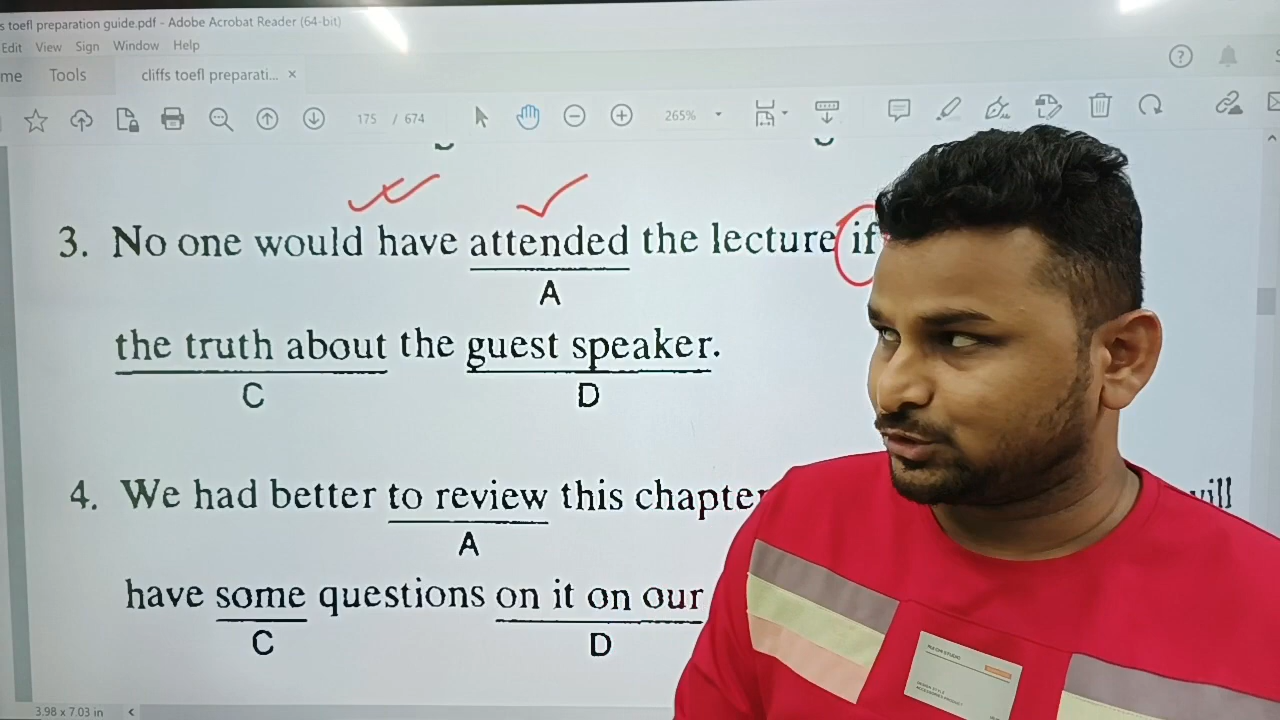 s toefl preparation guide.pdf - Adobe Acrobat Reader (64-bit)
Edit View Sign Window Help
me Tools cliffs toefl preparati... ×
175 / 674 265%
3. No one would have attended the lecture if
A
the truth about the guest speaker.
C D
4. We had better to review this chapter will
A
have some questions on it on our
C D
3.98 x 7.03 in